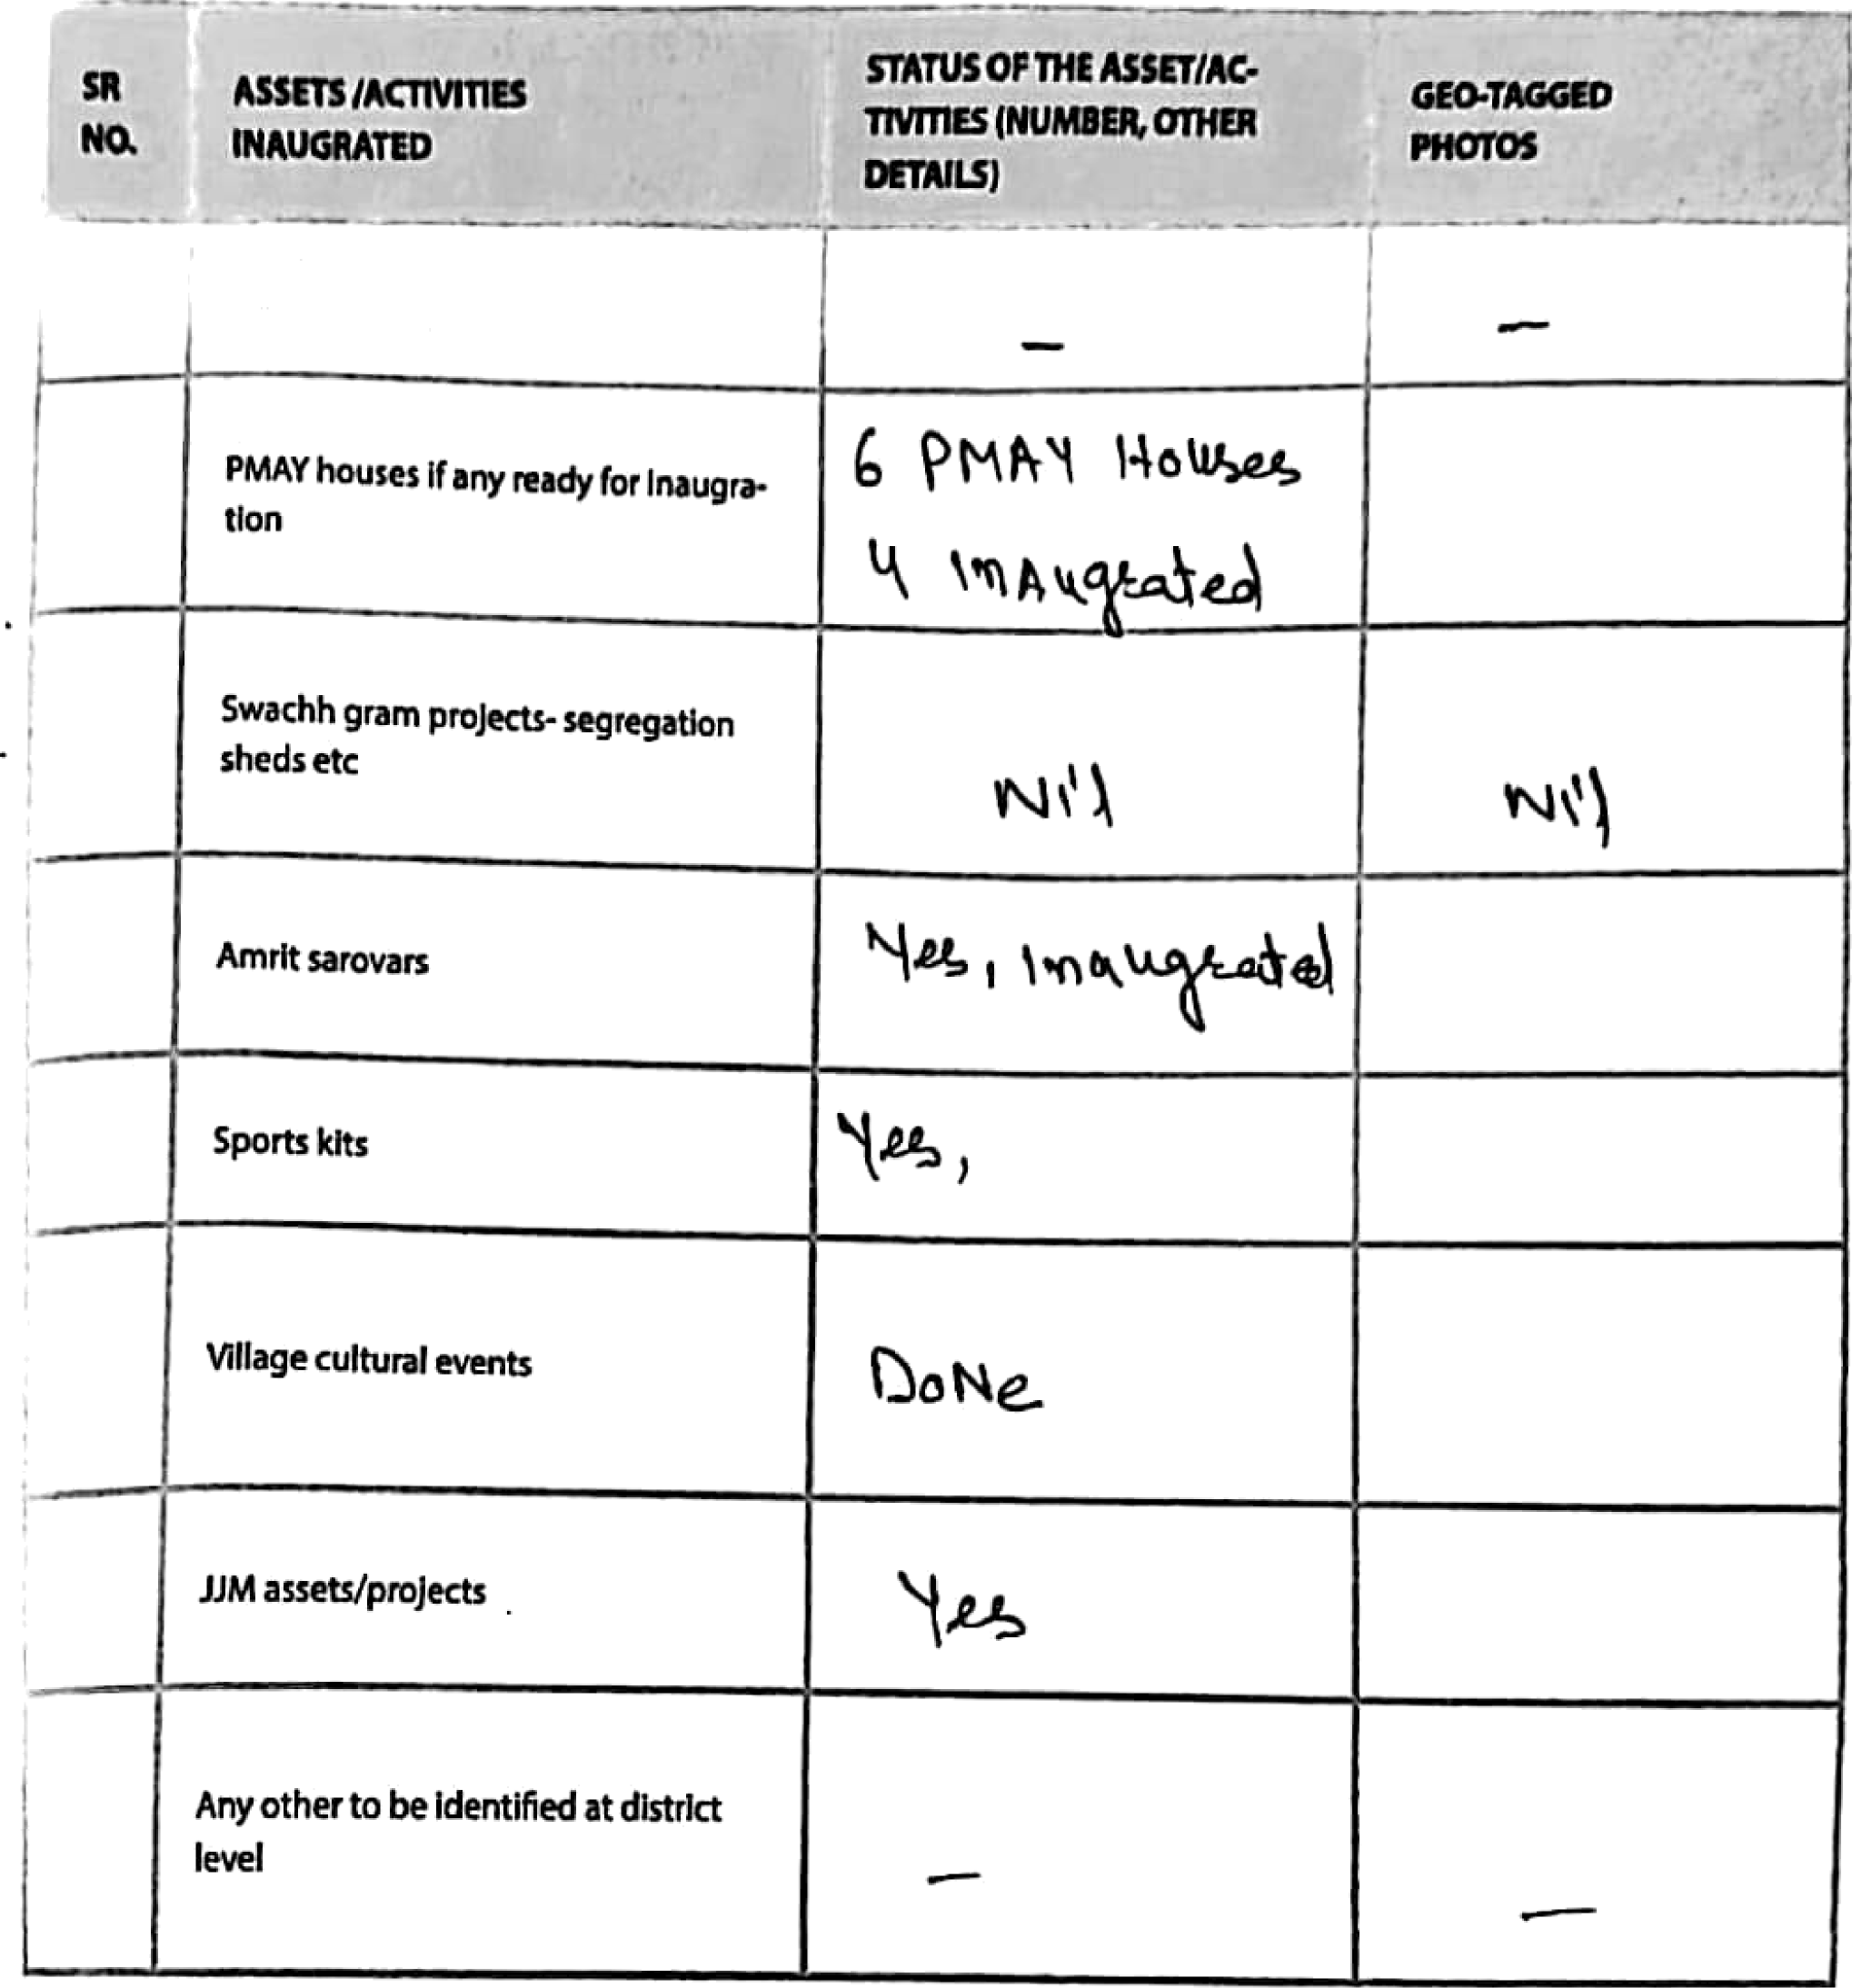 SR
NO.
ASSETS /ACTIVITIES
INAUGRATED
STATUS OF THE ASSET/AC-
TIVITIES (NUMBER, OTHER
DETAILS)
GEO-TAGGED
PHOTOS
– –
PMAY houses if any ready for Inaugra-
tion
6 PMAY Houses
4 InAugrated
Swachh gram projects- segregation
sheds etc
Nil Nil
Amrit sarovars
Yes, Inaugrated
Sports kits
Yes,
Village cultural events
DoNe
JJM assets/projects
Yes
Any other to be identified at district
level
– –